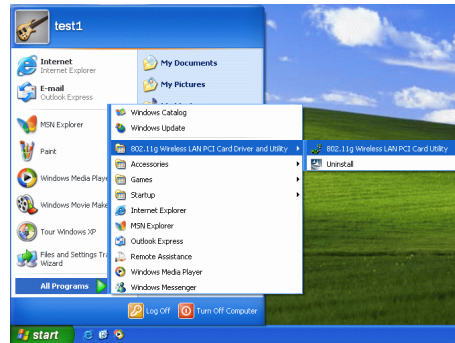 test1
Internet
Internet Explorer
E-mail
Outlook Express
MSN Explorer
Paint
Windows Media Playe
Windows Movie Make
Tour Windows XP
Files and Settings Tra
Wizard
All Programs
My Documents
My Pictures
Windows Catalog
Windows Update
802.11g Wireless LAN PCI Card Driver and Utility
Accessories
Games
Startup
Internet Explorer
MSN Explorer
Outlook Express
Remote Assistance
Windows Media Player
Windows Messenger
802.11g Wireless LAN PCI Card Utility
Uninstall
Log Off
Turn Off Computer
start